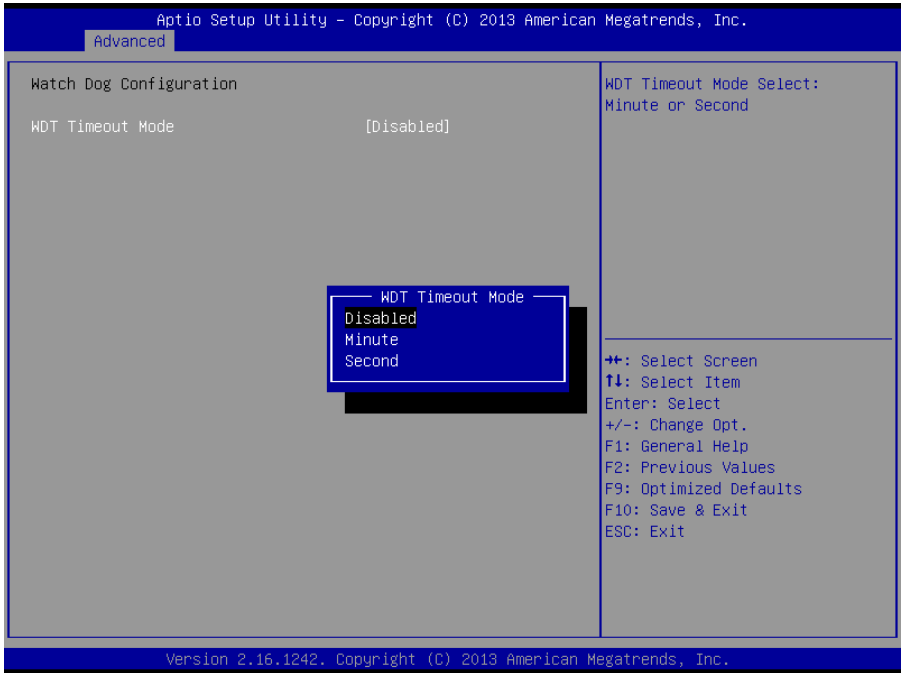 Aptio Setup Utility – Copyright (C) 2013 American Megatrends, Inc.
Advanced
Watch Dog Configuration
WDT Timeout Mode [Disabled]
WDT Timeout Mode
Disabled
Minute
Second
WDT Timeout Mode Select:
Minute or Second
→←: Select Screen
↑↓: Select Item
Enter: Select
+/-: Change Opt.
F1: General Help
F2: Previous Values
F9: Optimized Defaults
F10: Save & Exit
ESC: Exit
Version 2.16.1242. Copyright (C) 2013 American Megatrends, Inc.